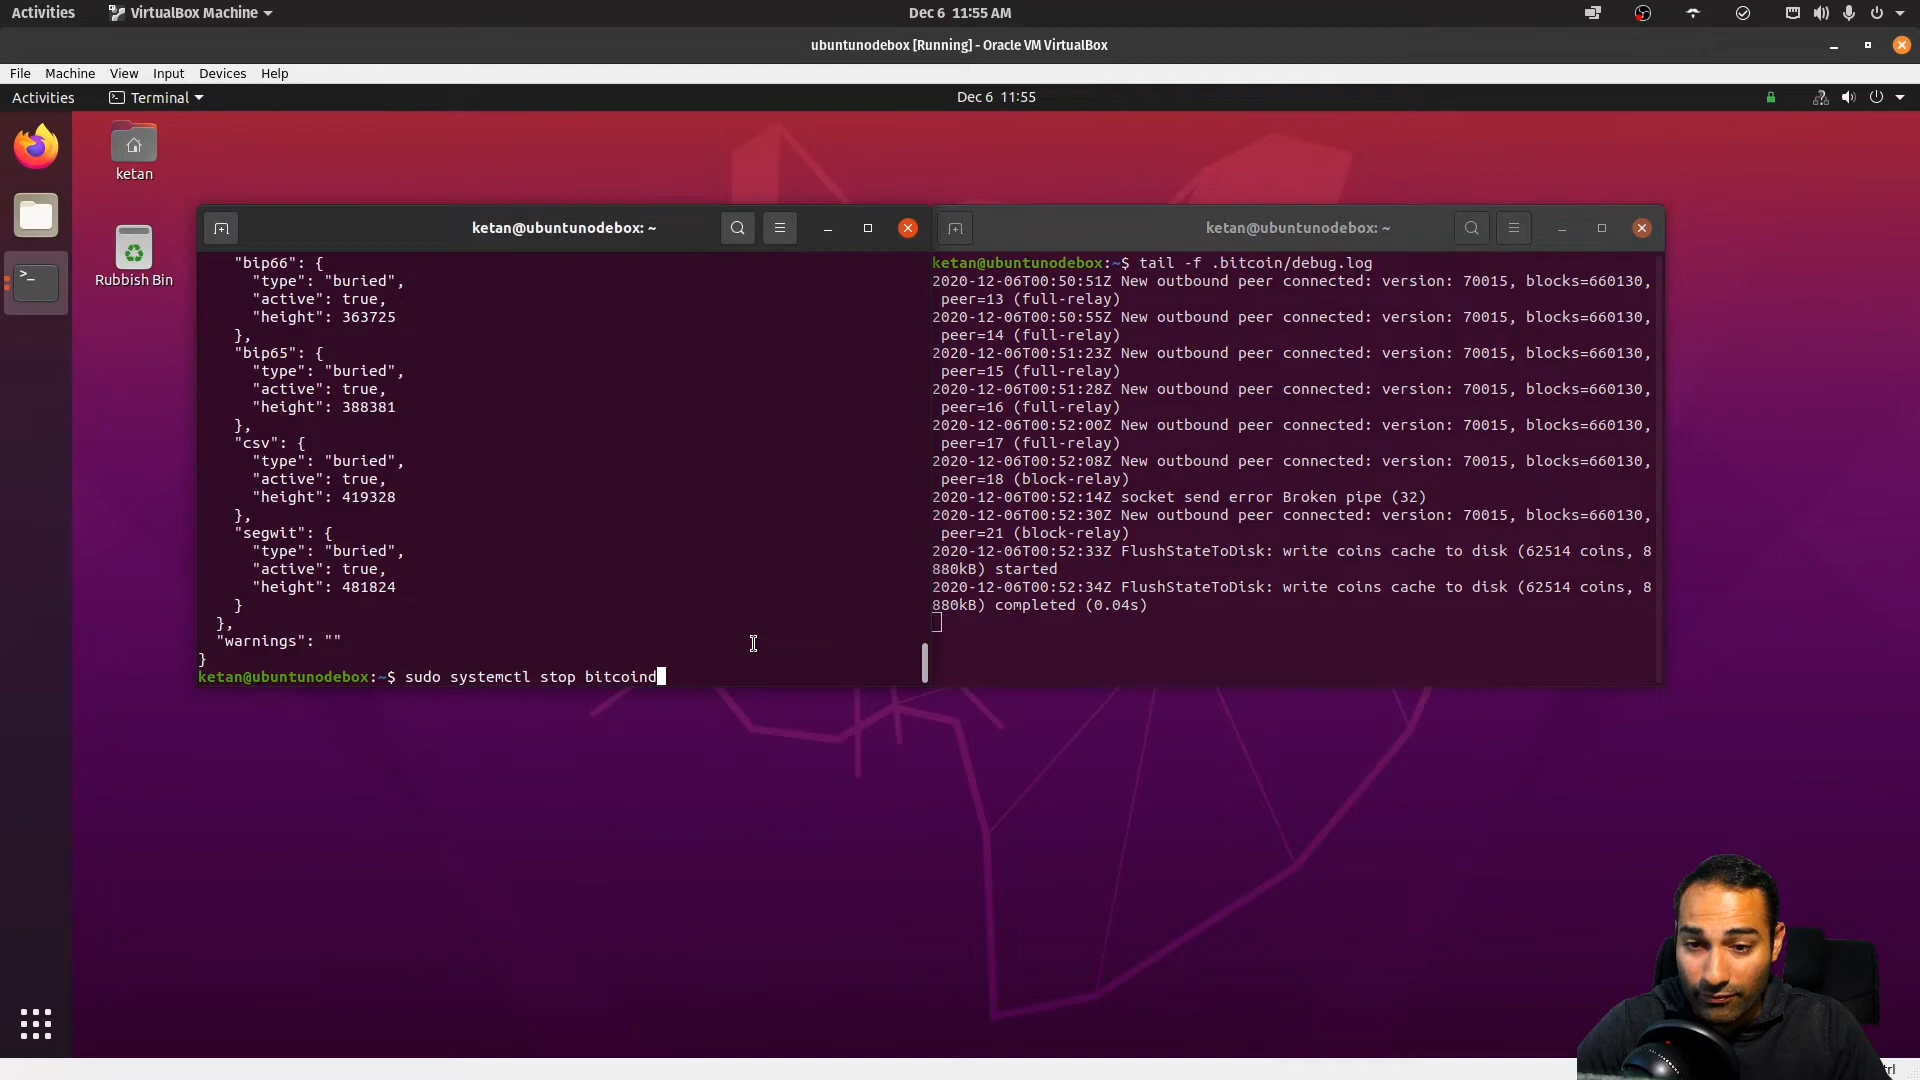 Activities VirtualBox Machine Dec 6 11:55 AM
ubuntunodebox [Running] - Oracle VM VirtualBox
File Machine View Input Devices Help
Activities Terminal Dec 6 11:55
ketan
Rubbish Bin
ketan@ubuntunodebox: ~
"bip66": {
"type": "buried",
"active": true,
"height": 363725
},
"bip65": {
"type": "buried",
"active": true,
"height": 388381
},
"csv": {
"type": "buried",
"active": true,
"height": 419328
},
"segwit": {
"type": "buried",
"active": true,
"height": 481824
}
},
"warnings": ""
}
ketan@ubuntunodebox:~$ sudo systemctl stop bitcoind
ketan@ubuntunodebox: ~
ketan@ubuntunodebox:~$ tail -f .bitcoin/debug.log
2020-12-06T00:50:51Z New outbound peer connected: version: 70015, blocks=660130,
peer=13 (full-relay)
2020-12-06T00:50:55Z New outbound peer connected: version: 70015, blocks=660130,
peer=14 (full-relay)
2020-12-06T00:51:23Z New outbound peer connected: version: 70015, blocks=660130,
peer=15 (full-relay)
2020-12-06T00:51:28Z New outbound peer connected: version: 70015, blocks=660130,
peer=16 (full-relay)
2020-12-06T00:52:00Z New outbound peer connected: version: 70015, blocks=660130,
peer=17 (full-relay)
2020-12-06T00:52:08Z New outbound peer connected: version: 70015, blocks=660130,
peer=18 (block-relay)
2020-12-06T00:52:14Z socket send error Broken pipe (32)
2020-12-06T00:52:30Z New outbound peer connected: version: 70015, blocks=660130,
peer=21 (block-relay)
2020-12-06T00:52:33Z FlushStateToDisk: write coins cache to disk (62514 coins, 8
880kB) started
2020-12-06T00:52:34Z FlushStateToDisk: write coins cache to disk (62514 coins, 8
880kB) completed (0.04s)